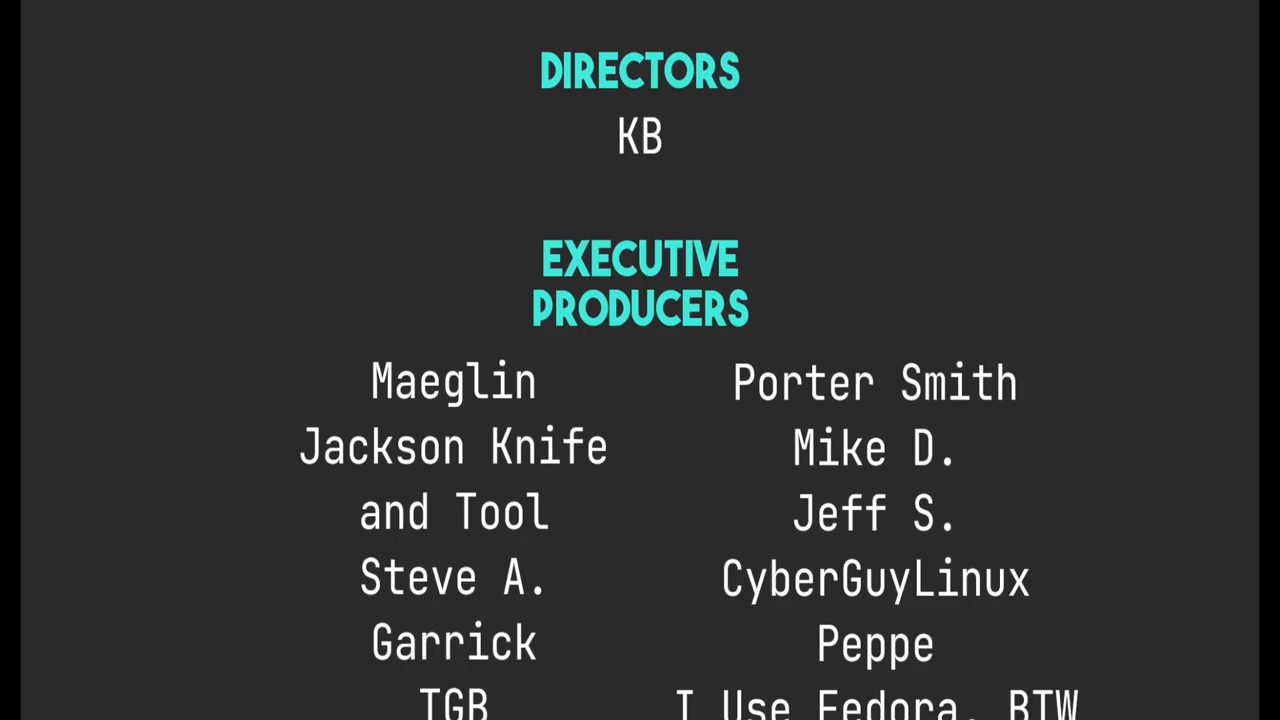 DIRECTORS
KB
EXECUTIVE
PRODUCERS
Maeglin
Jackson Knife
and Tool
Steve A.
Garrick
TGB
Porter Smith
Mike D.
Jeff S.
CyberGuyLinux
Peppe
I Use Fedora, BTW